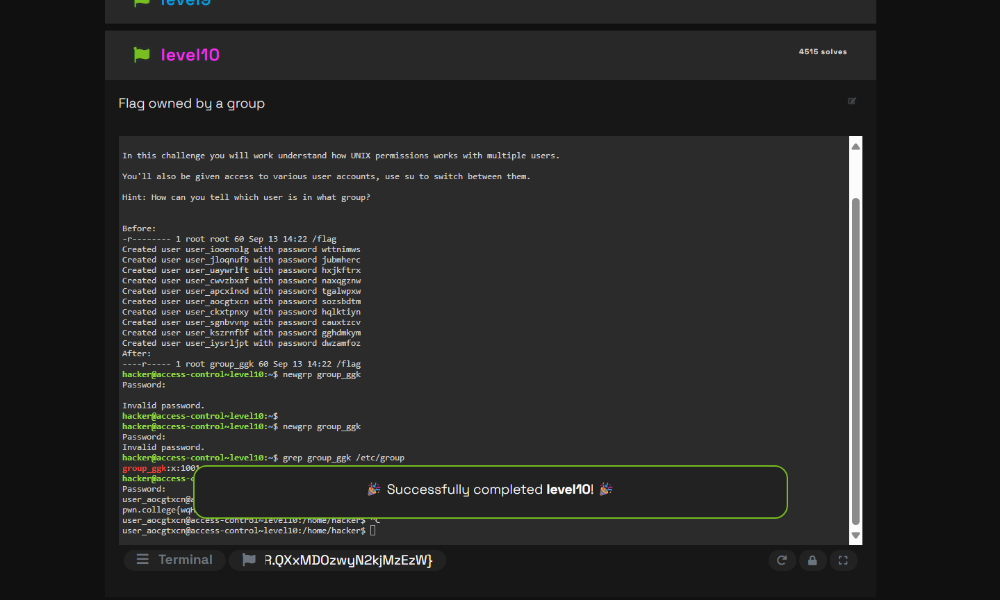 level9
level10
4515 solves
Flag owned by a group
In this challenge you will work understand how UNIX permissions works with multiple users.
You'll also be given access to various user accounts, use su to switch between them.
Hint: How can you tell which user is in what group?
Before:
-r-------- 1 root root 60 Sep 13 14:22 /flag
Created user user_iooenolg with password wttnimws
Created user user_jloqnufb with password jubmherc
Created user user_uaywrlft with password hxjkftrx
Created user user_cwvzbxaf with password naxqgznw
Created user user_apcxinod with password tgalwpxw
Created user user_aocgtxcn with password sozsbdtm
Created user user_ckxtpnxy with password hqlktiyn
Created user user_sgnbvvnp with password cauxtzcv
Created user user_kszrnfbf with password gghdmkym
Created user user_iysrljpt with password dwzamfoz
After:
----r----- 1 root group_ggk 60 Sep 13 14:22 /flag
hacker@access-control~level10:~$ newgrp group_ggk
Password:
Invalid password.
hacker@access-control~level10:~$
hacker@access-control~level10:~$ newgrp group_ggk
Password:
Invalid password.
hacker@access-control~level10:~$ grep group_ggk /etc/group
group_ggk:x:1001
hacker@access-c
Password:
user_aocgtxcn@a
pwn.college{wqH
🎉 Successfully completed level10! 🎉
user_aocgtxcn@access-control~level10:/home/hacker$ ^C
user_aocgtxcn@access-control~level10:/home/hacker$
Terminal
R.QXxMDOzwyN2kjMzEzW}